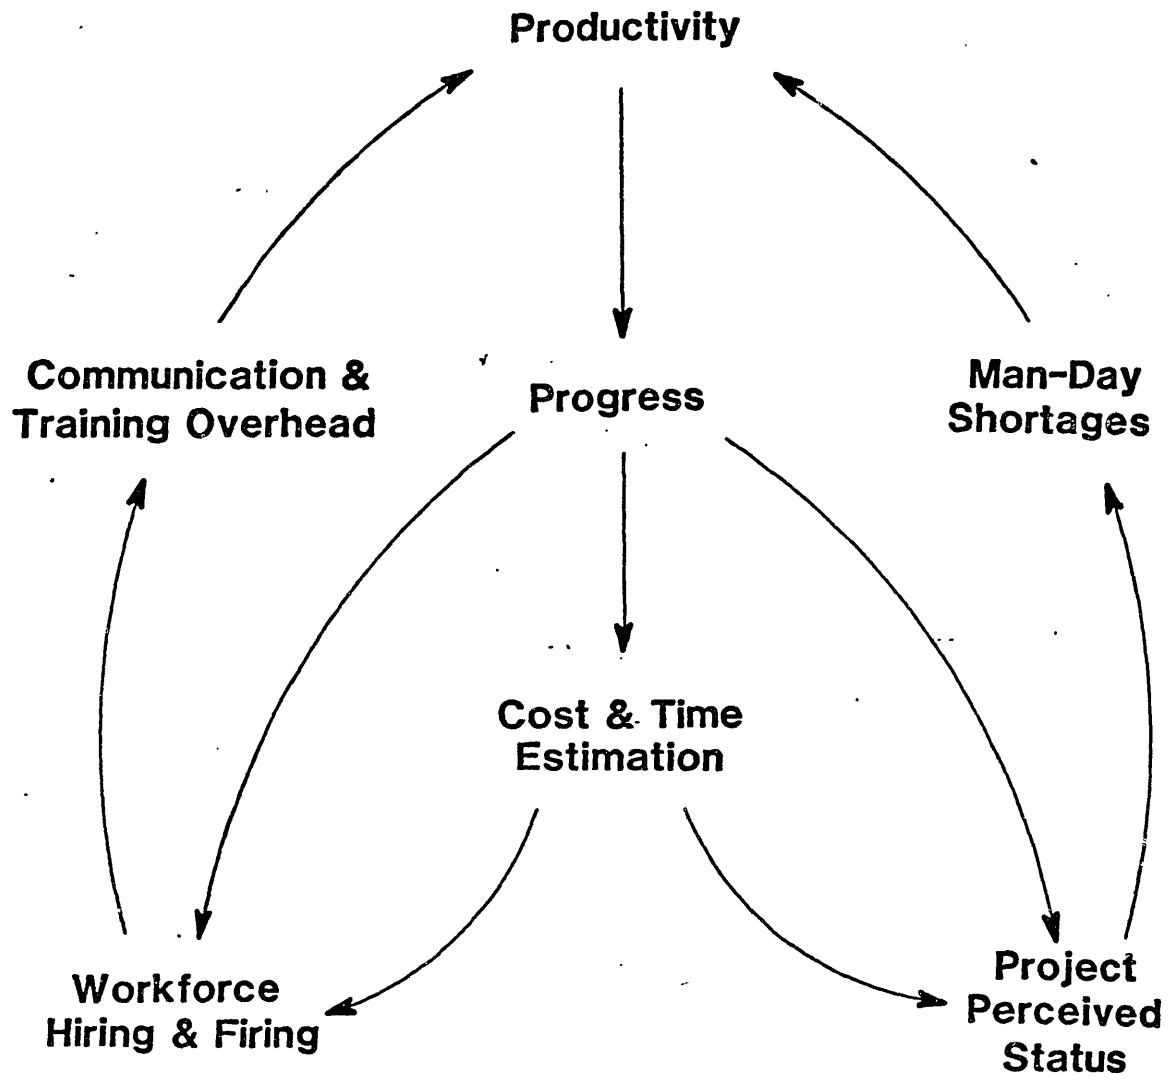 Productivity
Communication &
Training Overhead
Progress
Man-Day
Shortages
Cost & Time
Estimation
Workforce
Hiring & Firing
Project
Perceived
Status